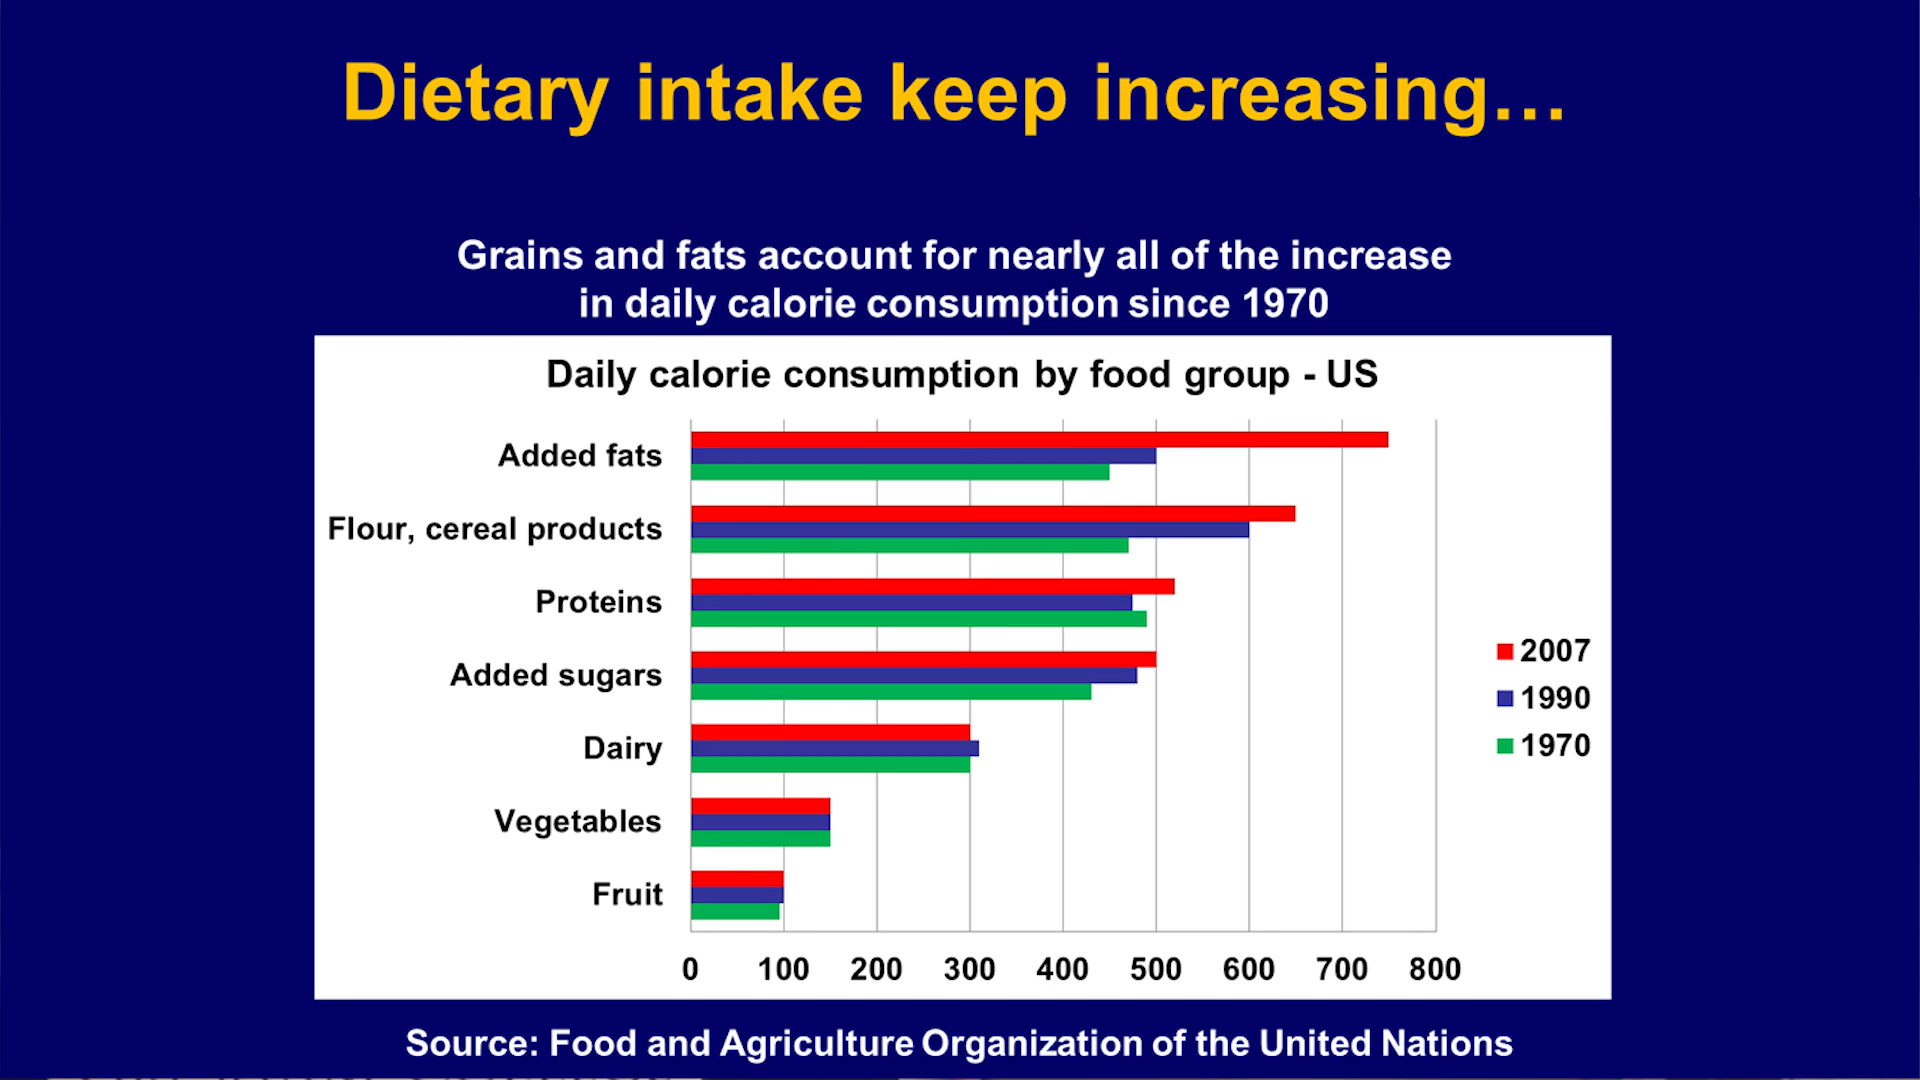 Dietary intake keep increasing…
Grains and fats account for nearly all of the increase
in daily calorie consumption since 1970
Daily calorie consumption by food group - US
Added fats
Flour, cereal products
Proteins
Added sugars
Dairy
Vegetables
Fruit
2007
1990
1970
0 100 200 300 400 500 600 700 800
Source: Food and Agriculture Organization of the United Nations